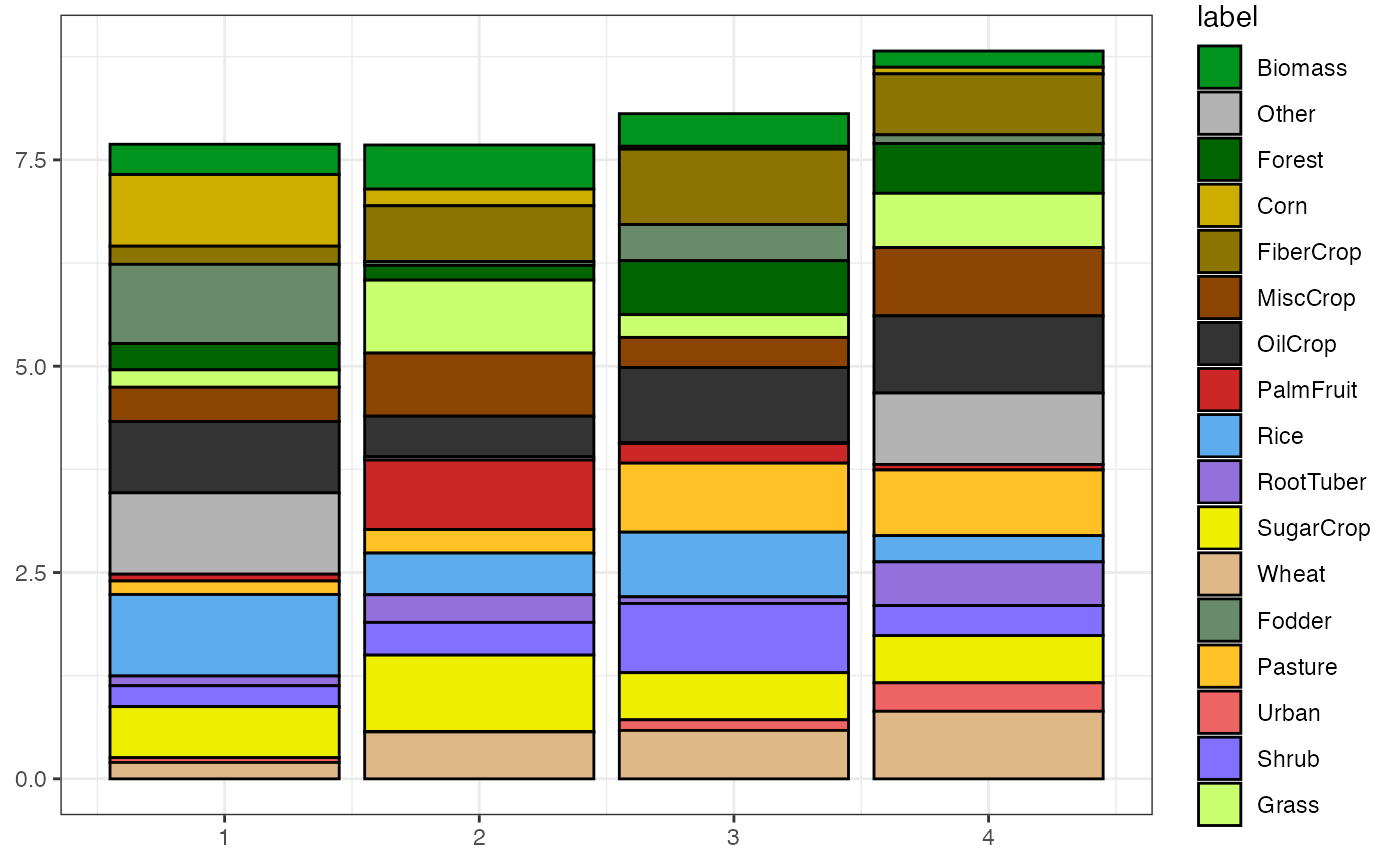 label
Biomass
Other
Forest
Corn
FiberCrop
MiscCrop
OilCrop
PalmFruit
Rice
RootTuber
SugarCrop
Wheat
Fodder
Pasture
Urban
Shrub
Grass
7.5
5.0
2.5
0.0
1 2 3 4